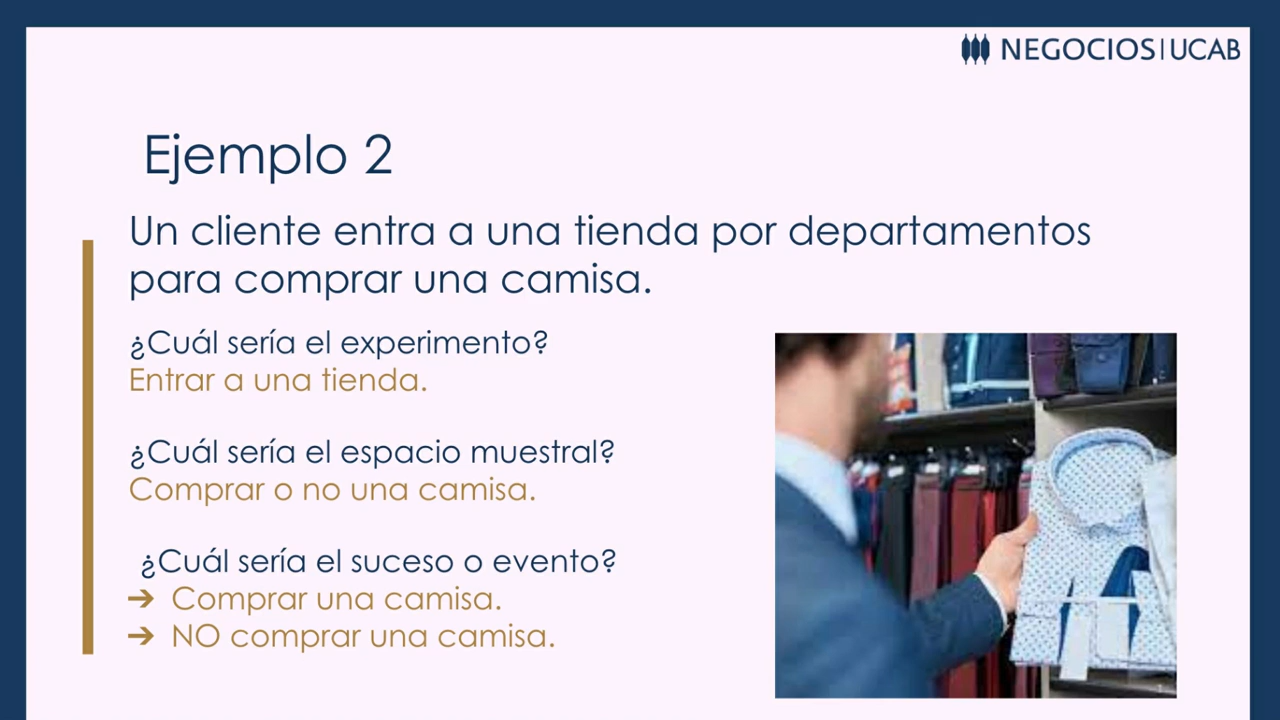 NEGOCIOS|UCAB
Ejemplo 2
Un cliente entra a una tienda por departamentos
para comprar una camisa.
¿Cuál sería el experimento?
Entrar a una tienda.
¿Cuál sería el espacio muestral?
Comprar o no una camisa.
¿Cuál sería el suceso o evento?
➔ Comprar una camisa.
➔ NO comprar una camisa.